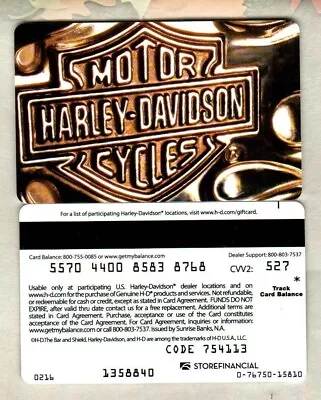 MOTOR
HARLEY-DAVIDSON
CYCLES
®
For a list of participating Harley-Davidson® locations, visit www.h-d.com/giftcard.
Card Balance: 800-755-0085 or www.getmybalance.com
Dealer Support: 800-803-7537
5570 4400 8583 8768
CVV2: 527
Usable only at participating U.S. Harley-Davidson® dealer locations and on
www.h-d.com for the purchase of Genuine H-D® products and services. Not refundable,
or redeemable for cash or credit, except as stated in Card Agreement. FUNDS DO NOT
EXPIRE, after valid thru date contact us for a free replacement. Additional terms are
stated in Card Agreement. Purchase, acceptance or use of the card constitutes
acceptance of the Card Agreement. For Card Agreement, inquiries or information:
www.getmybalance.com or call 800-803-7537. Issued by Sunrise Banks, N.A.
©H-D. The Bar and Shield, Harley-Davidson, and H-D are among the trademarks of H-D U.S.A., LLC.
*
Track
Card Balance
CODE 754113
0216
1358840
STOREFINANCIAL
0-76750-15810